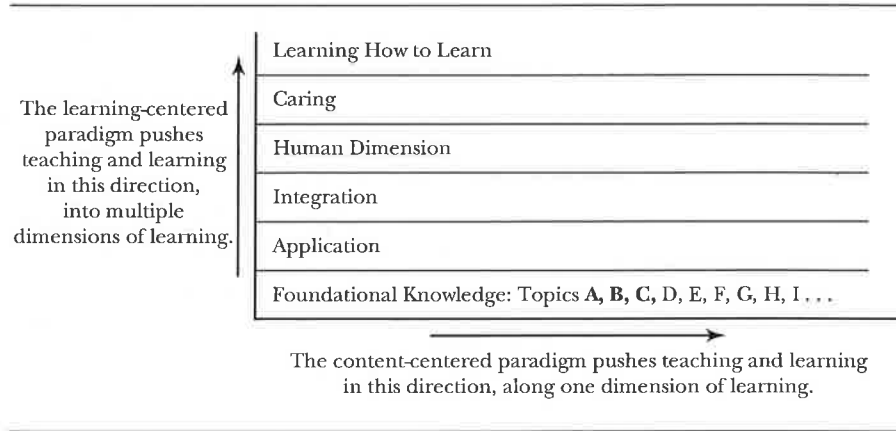 Learning How to Learn
Caring
Human Dimension
Integration
Application
Foundational Knowledge: Topics A, B, C, D, E, F, G, H, I . . .
The learning-centered
paradigm pushes
teaching and learning
in this direction,
into multiple
dimensions of learning.
The content-centered paradigm pushes teaching and learning
in this direction, along one dimension of learning.